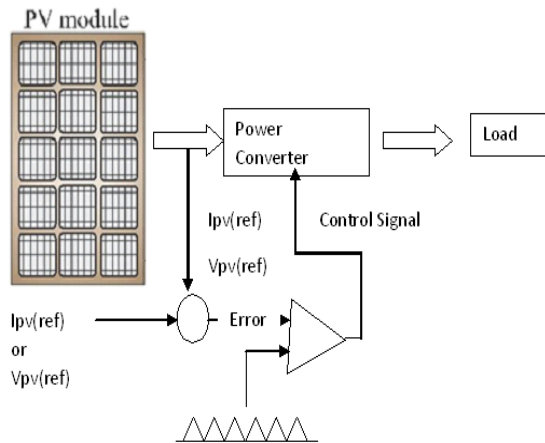 PV module
Power
Converter
Load
Ipv(ref)
Vpv(ref)
Control Signal
Ipv(ref)
or
Vpv(ref)
Error